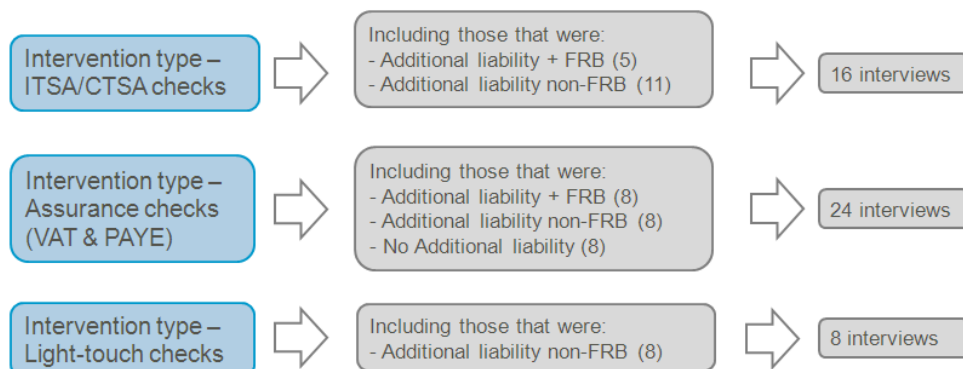 Intervention type –
ITSA/CTSA checks
Including those that were:
- Additional liability + FRB (5)
- Additional liability non-FRB (11)
16 interviews
Intervention type –
Assurance checks
(VAT & PAYE)
Including those that were:
- Additional liability + FRB (8)
- Additional liability non-FRB (8)
- No Additional liability (8)
24 interviews
Intervention type –
Light-touch checks
Including those that were:
- Additional liability non-FRB (8)
8 interviews